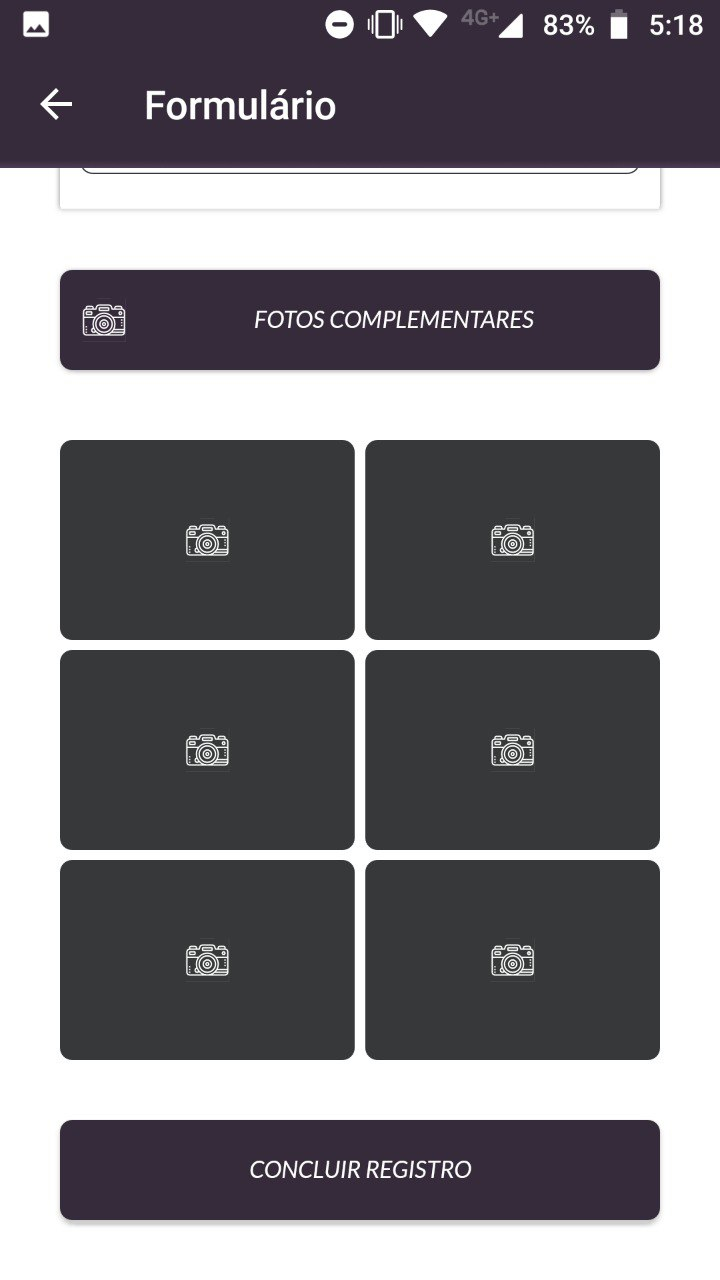 4G+ 83% 5:18
Formulário
FOTOS COMPLEMENTARES
CONCLUIR REGISTRO